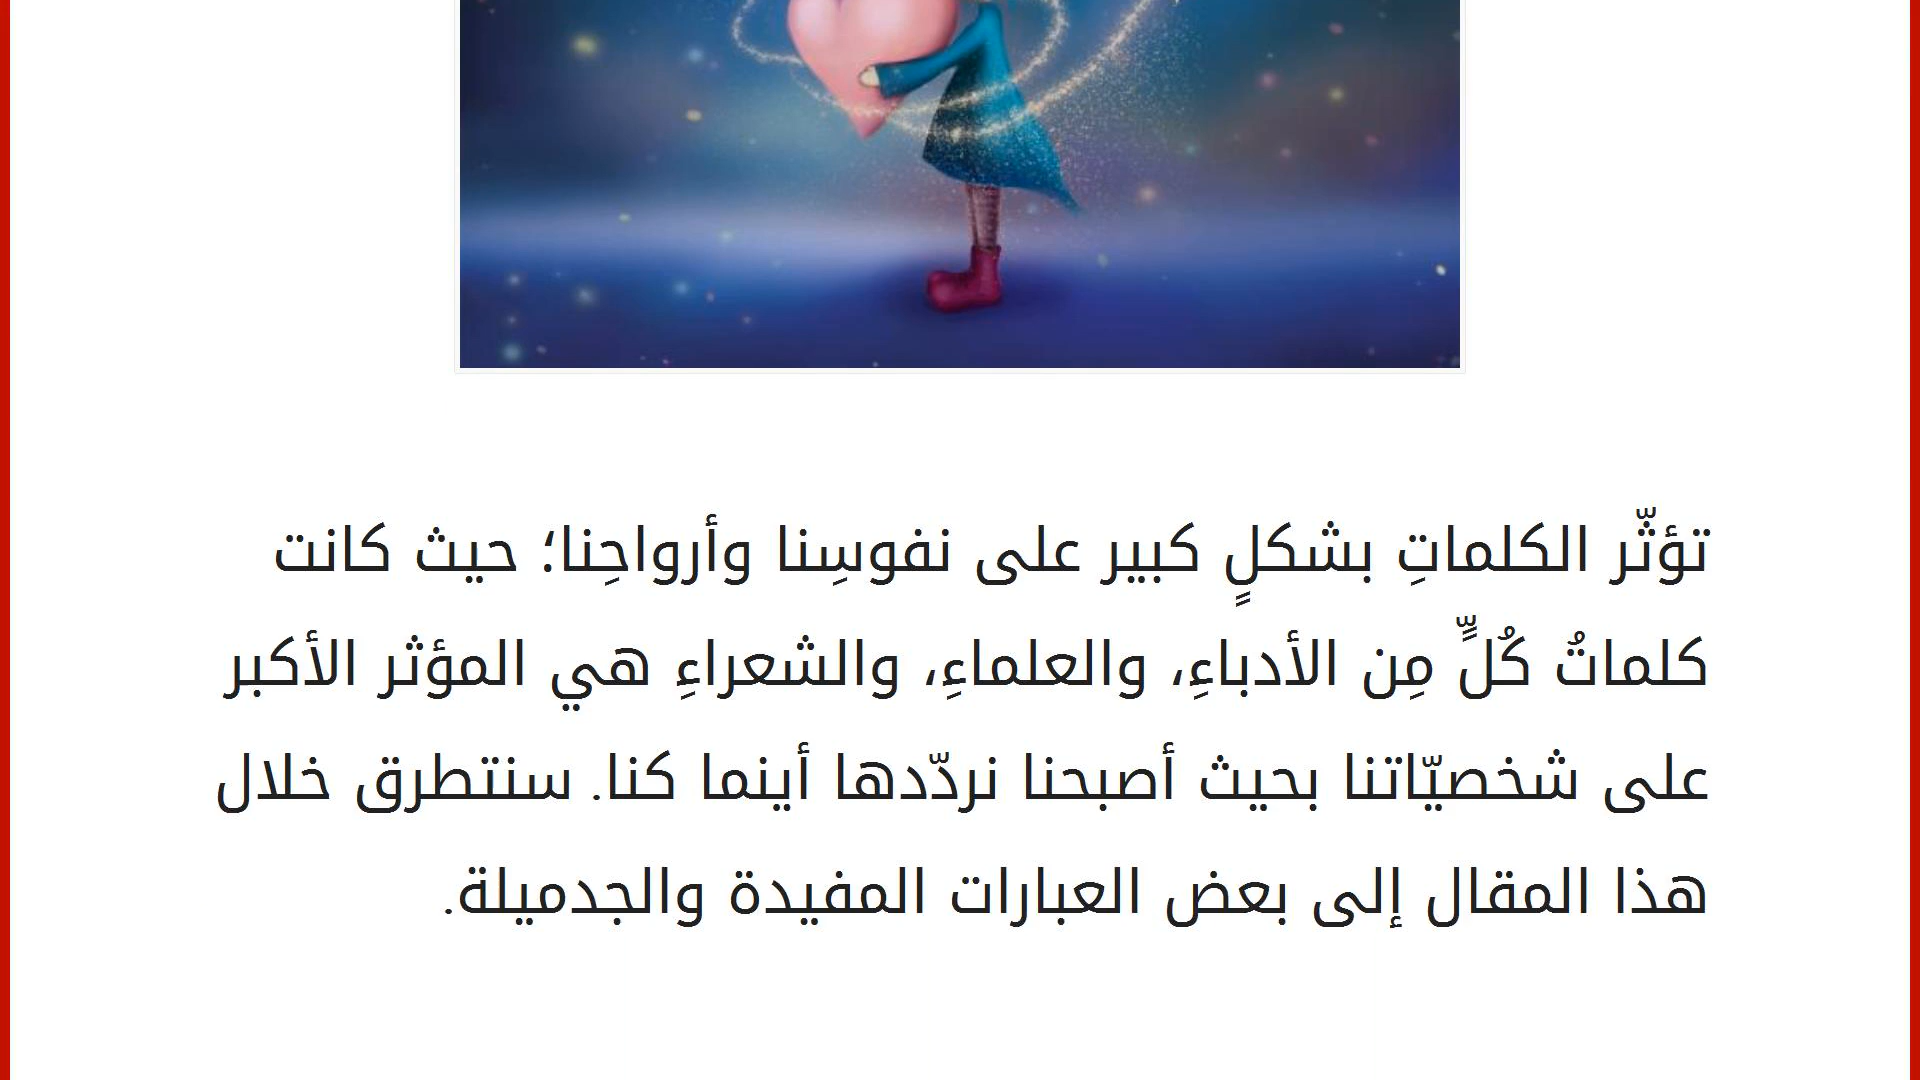 تؤثّر الكلماتِ بشكلٍ كبير على نفوسِنا وأرواحِنا؛ حيث كانت
كلماتُ كُلٍّ مِن الأدباءِ، والعلماءِ، والشعراءِ هي المؤثر الأكبر
على شخصيّاتنا بحيث أصبحنا نردّدها أينما كنا. سنتطرق خلال
هذا المقال إلى بعض العبارات المفيدة والجدميلة.